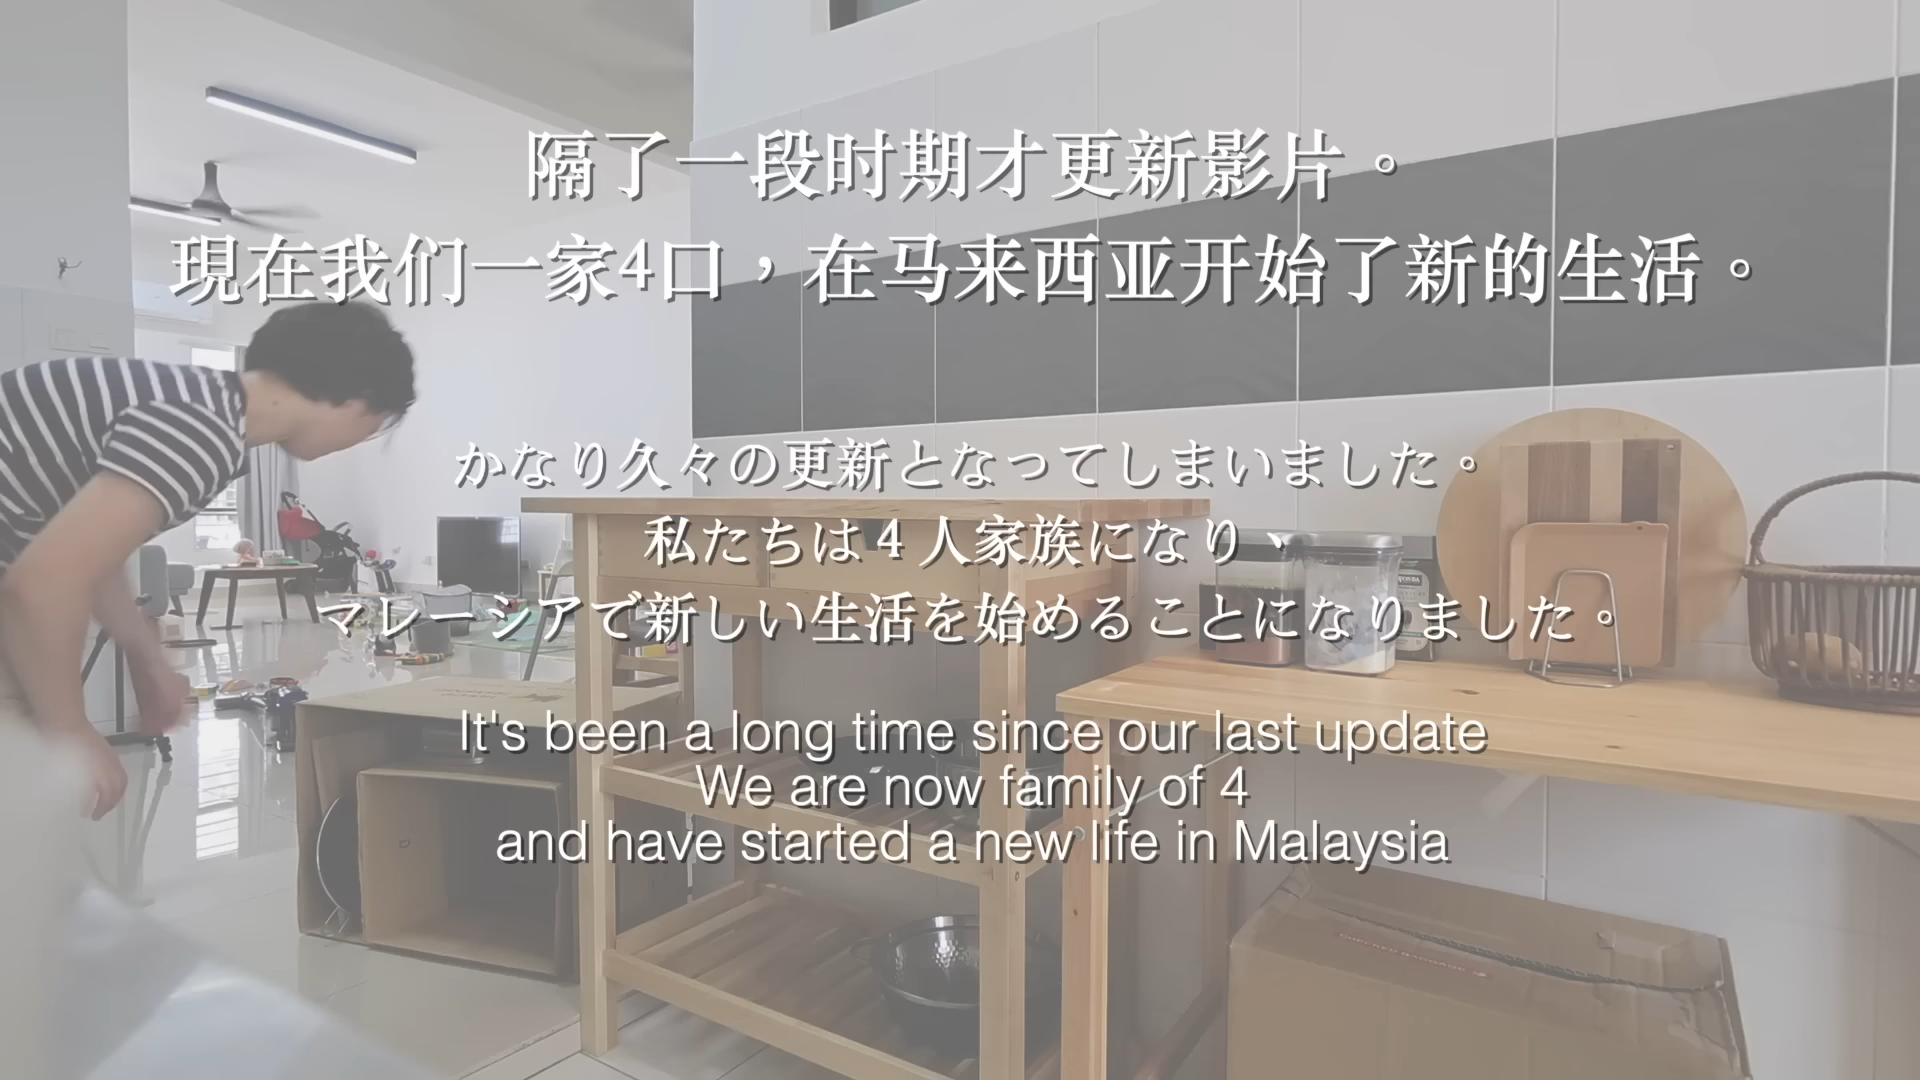 隔了一段时期才更新影片。
現在我们一家4口，在马来西亚开始了新的生活。
かなり久々の更新となってしまいました。
私たちは４人家族になり、
マレーシアで新しい生活を始めることになりました。
It's been a long time since our last update
We are now family of 4
and have started a new life in Malaysia